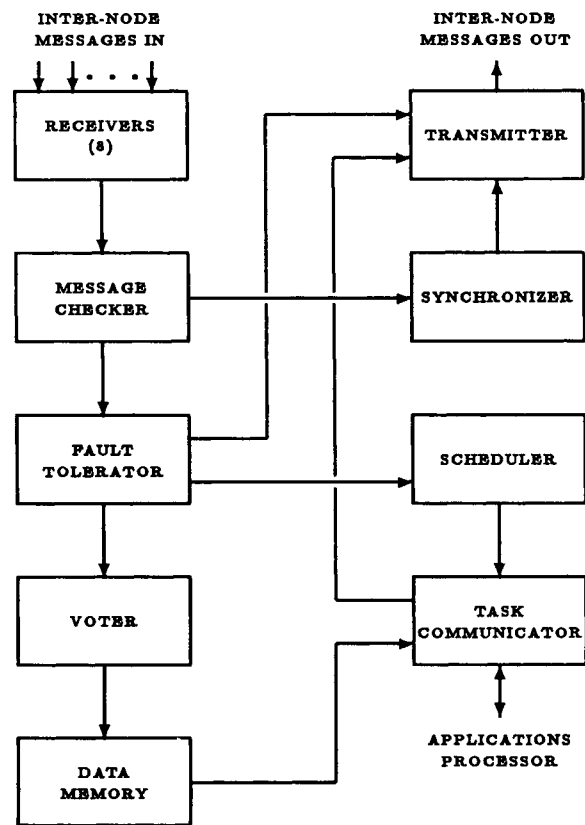 INTER-NODE
MESSAGES IN
INTER-NODE
MESSAGES OUT
RECEIVERS
(8)
TRANSMITTER
MESSAGE
CHECKER
SYNCHRONIZER
FAULT
TOLERATOR
SCHEDULER
VOTER
TASK
COMMUNICATOR
DATA
MEMORY
APPLICATIONS
PROCESSOR